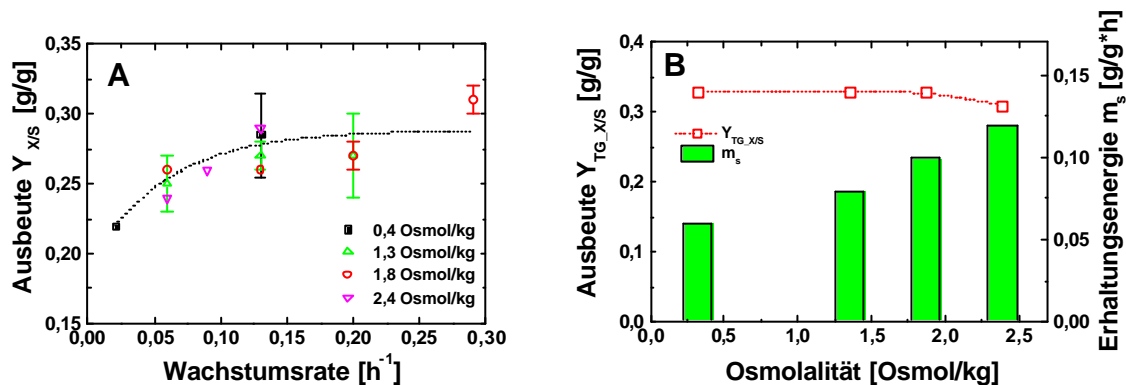 A
Ausbeute Y X/S [g/g]
0,35
0,30
0,25
0,20
0,15
0,4 Osmol/kg
1,3 Osmol/kg
1,8 Osmol/kg
2,4 Osmol/kg
0,00 0,05 0,10 0,15 0,20 0,25 0,30
Wachstumsrate [h-1]
B
Ausbeute Y TG_X/S [g/g]
0,4
0,3
0,2
0,1
0,0
Y TG_X/S
m s
0,0 0,5 1,0 1,5 2,0 2,5
Osmolalität [Osmol/kg]
0,15
0,10
0,05
0,00
Erhaltungsenergie m s [g/g*h]